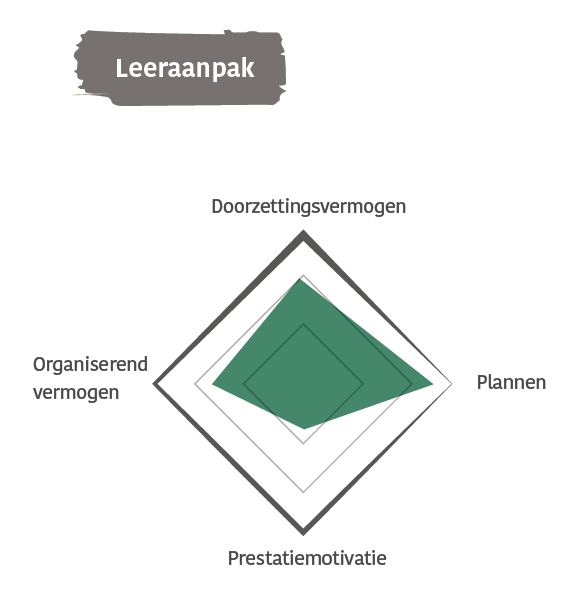 Leeraanpak
Doorzettingsvermogen
Organiserend
vermogen
Plannen
Prestatiemotivatie